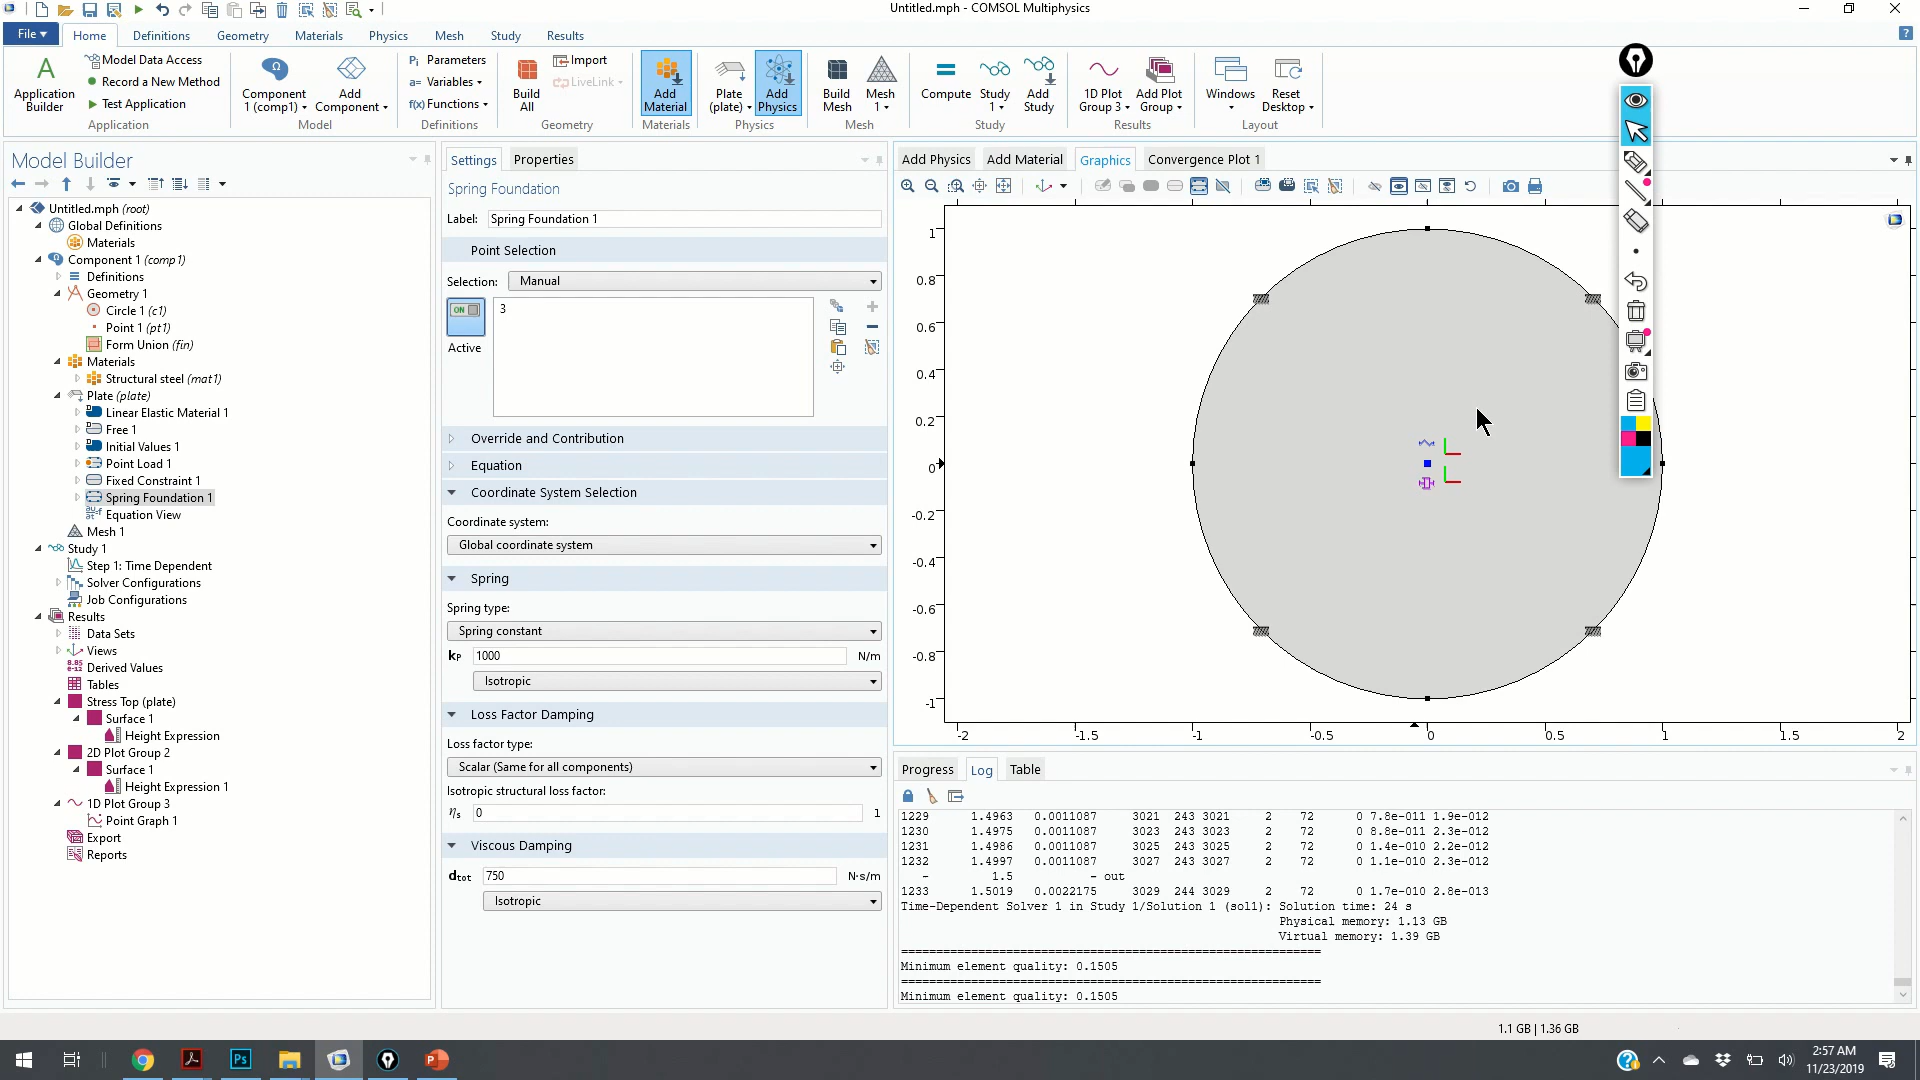 Untitled.mph - COMSOL Multiphysics
File
Home
Definitions
Geometry
Materials
Physics
Mesh
Study
Results
Application Builder
Model Data Access
Record a New Method
Test Application
Application
Component 1 (comp1)
Add Component
Model
Pi Parameters
a= Variables
f(x) Functions
Definitions
Build All
Import
LiveLink
Geometry
Add Material
Materials
Plate (plate)
Add Physics
Physics
Build Mesh
Mesh 1
Mesh
Compute
Study 1
Add Study
Study
1D Plot Group 3
Add Plot Group
Results
Windows
Reset Desktop
Layout
Model Builder
Untitled.mph (root)
Global Definitions
Materials
Component 1 (comp1)
Definitions
Geometry 1
Circle 1 (c1)
Point 1 (pt1)
Form Union (fin)
Materials
Structural steel (mat1)
Plate (plate)
Linear Elastic Material 1
Free 1
Initial Values 1
Point Load 1
Fixed Constraint 1
Spring Foundation 1
Equation View
Mesh 1
Study 1
Step 1: Time Dependent
Solver Configurations
Job Configurations
Results
Data Sets
Views
Derived Values
Tables
Stress Top (plate)
Surface 1
Height Expression
2D Plot Group 2
Surface 1
Height Expression 1
1D Plot Group 3
Point Graph 1
Export
Reports
Settings
Properties
Spring Foundation
Label: Spring Foundation 1
Point Selection
Selection: Manual
ON
Active
3
Override and Contribution
Equation
Coordinate System Selection
Coordinate system:
Global coordinate system
Spring
Spring type:
Spring constant
kP 1000 N/m
Isotropic
Loss Factor Damping
Loss factor type:
Scalar (Same for all components)
Isotropic structural loss factor:
ηs 0 1
Viscous Damping
dtot 750 N·s/m
Isotropic
Add Physics
Add Material
Graphics
Convergence Plot 1
1
0.8
0.6
0.4
0.2
0
-0.2
-0.4
-0.6
-0.8
-1
-2 -1 -0.5 0 0.5 1 1.5 2
Progress
Log
Table
1229 1.4963 0.0011087 3021 243 3021 2 72 0 7.8e-011 1.9e-012
1230 1.4975 0.0011087 3023 243 3023 2 72 0 8.8e-011 2.3e-012
1231 1.4986 0.0011087 3025 243 3025 2 72 0 1.4e-010 2.2e-012
1232 1.4997 0.0011087 3027 243 3027 2 72 0 1.1e-010 2.3e-012
- 1.5 - out
1233 1.5019 0.0022175 3029 244 3029 2 72 0 1.7e-010 2.8e-013
Time-Dependent Solver 1 in Study 1/Solution 1 (sol1): Solution time: 24 s
Physical memory: 1.13 GB
Virtual memory: 1.39 GB
Minimum element quality: 0.1505
Minimum element quality: 0.1505
1.1 GB | 1.36 GB
Ps
2:57 AM
11/23/2019